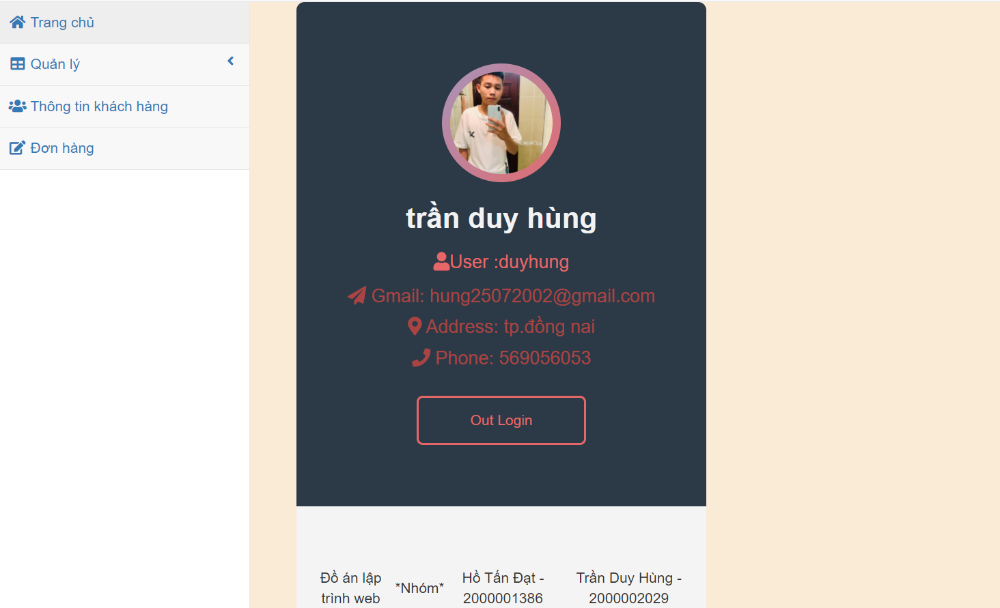 Trang chủ
Quản lý
Thông tin khách hàng
Đơn hàng
trần duy hùng
User :duyhung
Gmail: hung25072002@gmail.com
Address: tp.đồng nai
Phone: 569056053
Out Login
Đồ án lập
trình web
*Nhóm*
Hồ Tấn Đạt -
2000001386
Trần Duy Hùng -
2000002029